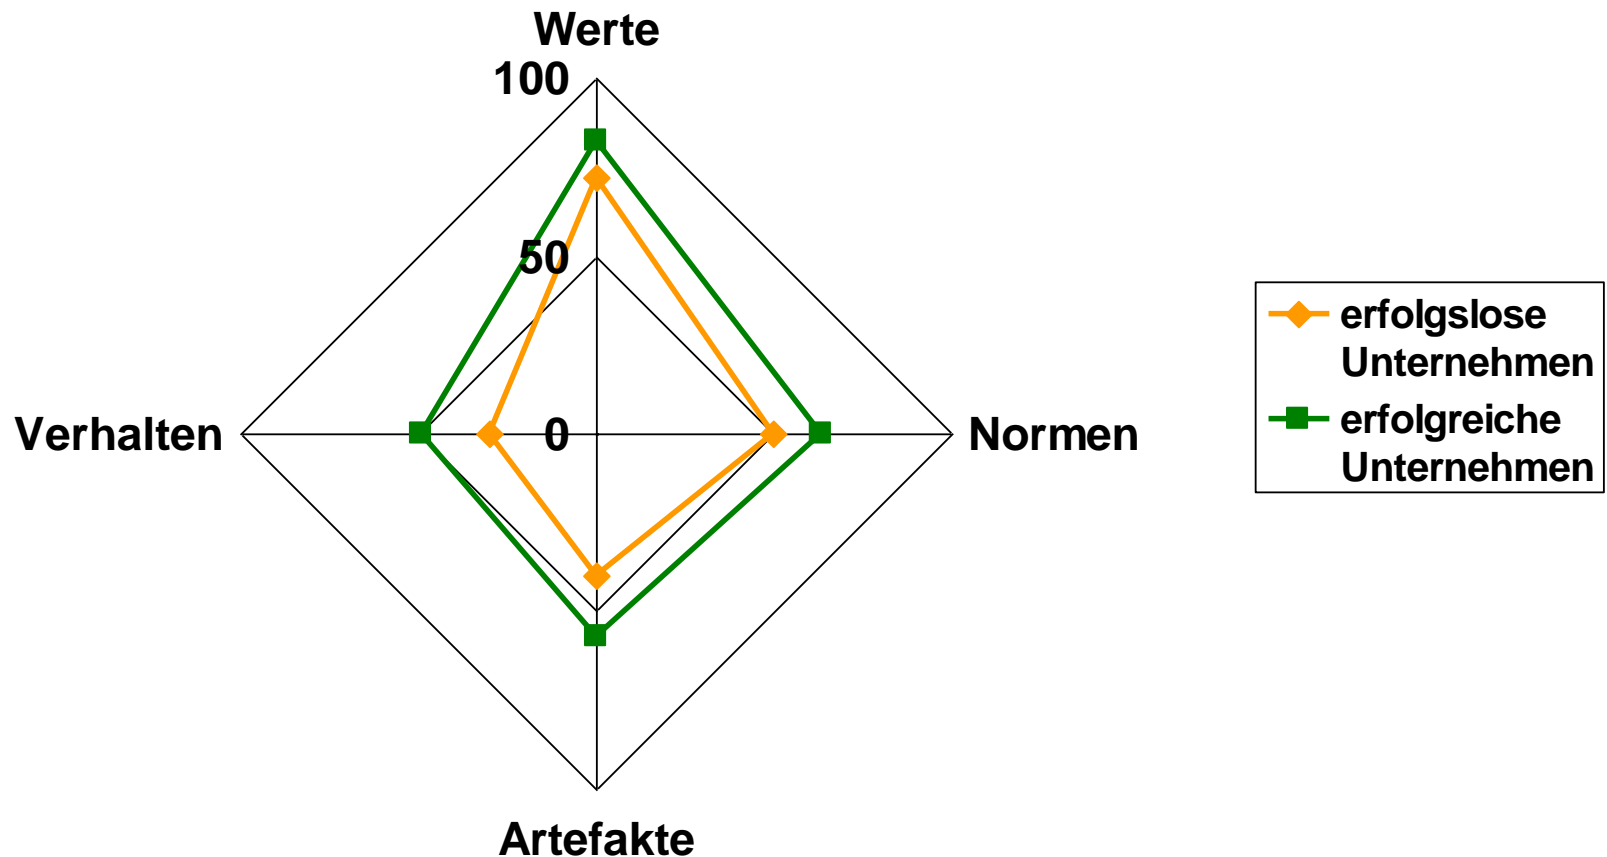 Werte
100
50
0
Verhalten
Normen
Artefakte
erfolgslose
Unternehmen
erfolgreiche
Unternehmen